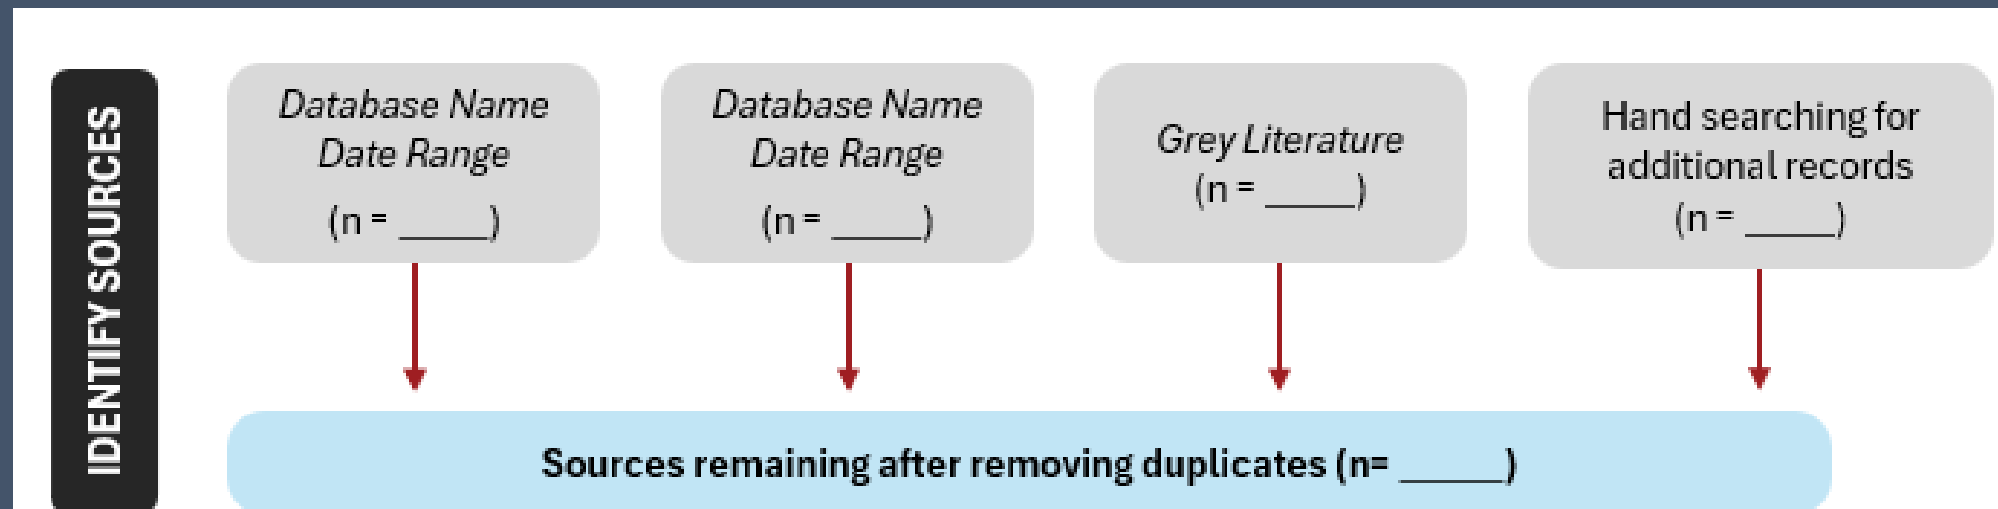 IDENTIFY SOURCES
Database Name
Date Range
(n = _____)
Database Name
Date Range
(n = _____)
Grey Literature
(n = _____)
Hand searching for
additional records
(n = _____)
Sources remaining after removing duplicates (n= ______)